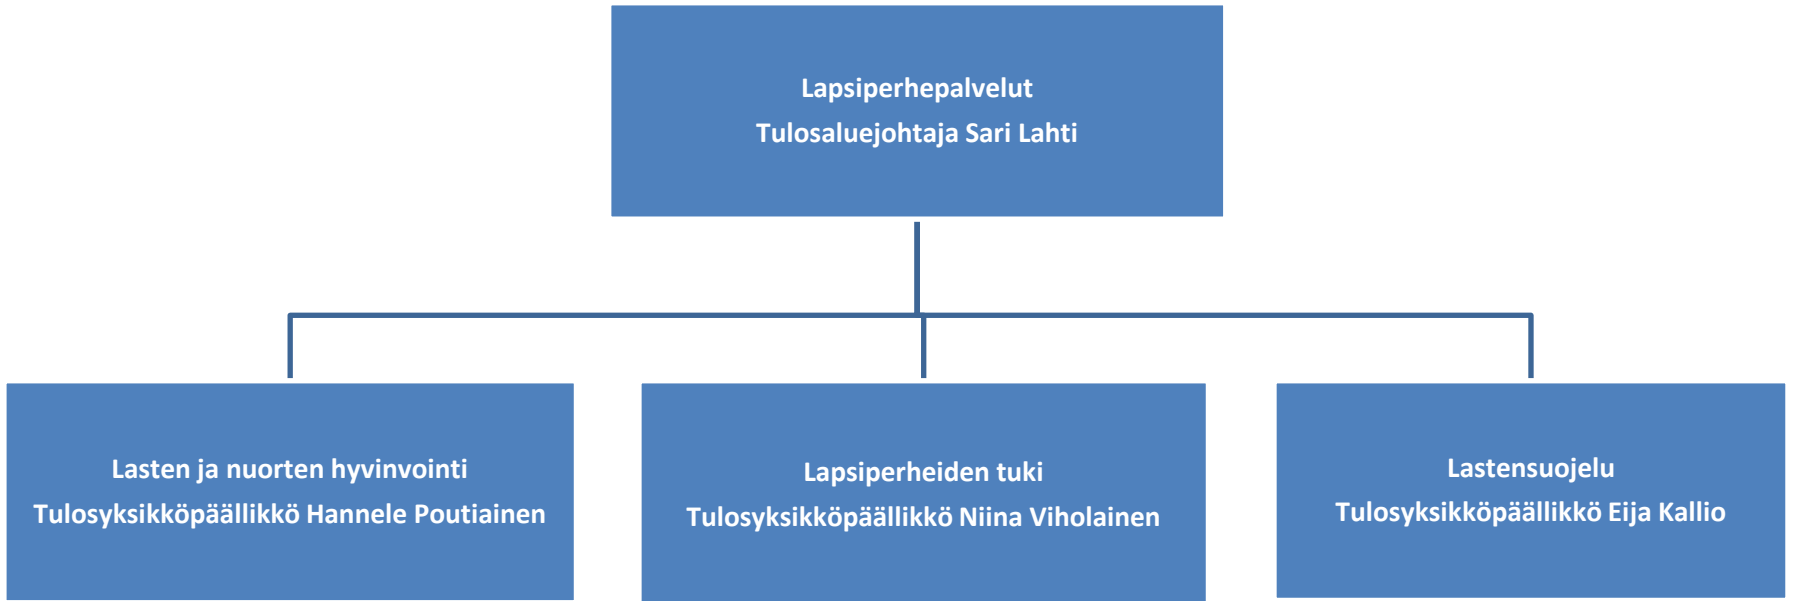 Lapsiperhepalvelut
Tulosaluejohtaja Sari Lahti
Lasten ja nuorten hyvinvointi
Tulosyksikköpäällikkö Hannele Poutiainen
Lapsiperheiden tuki
Tulosyksikköpäällikkö Niina Viholainen
Lastensuojelu
Tulosyksikköpäällikkö Eija Kallio